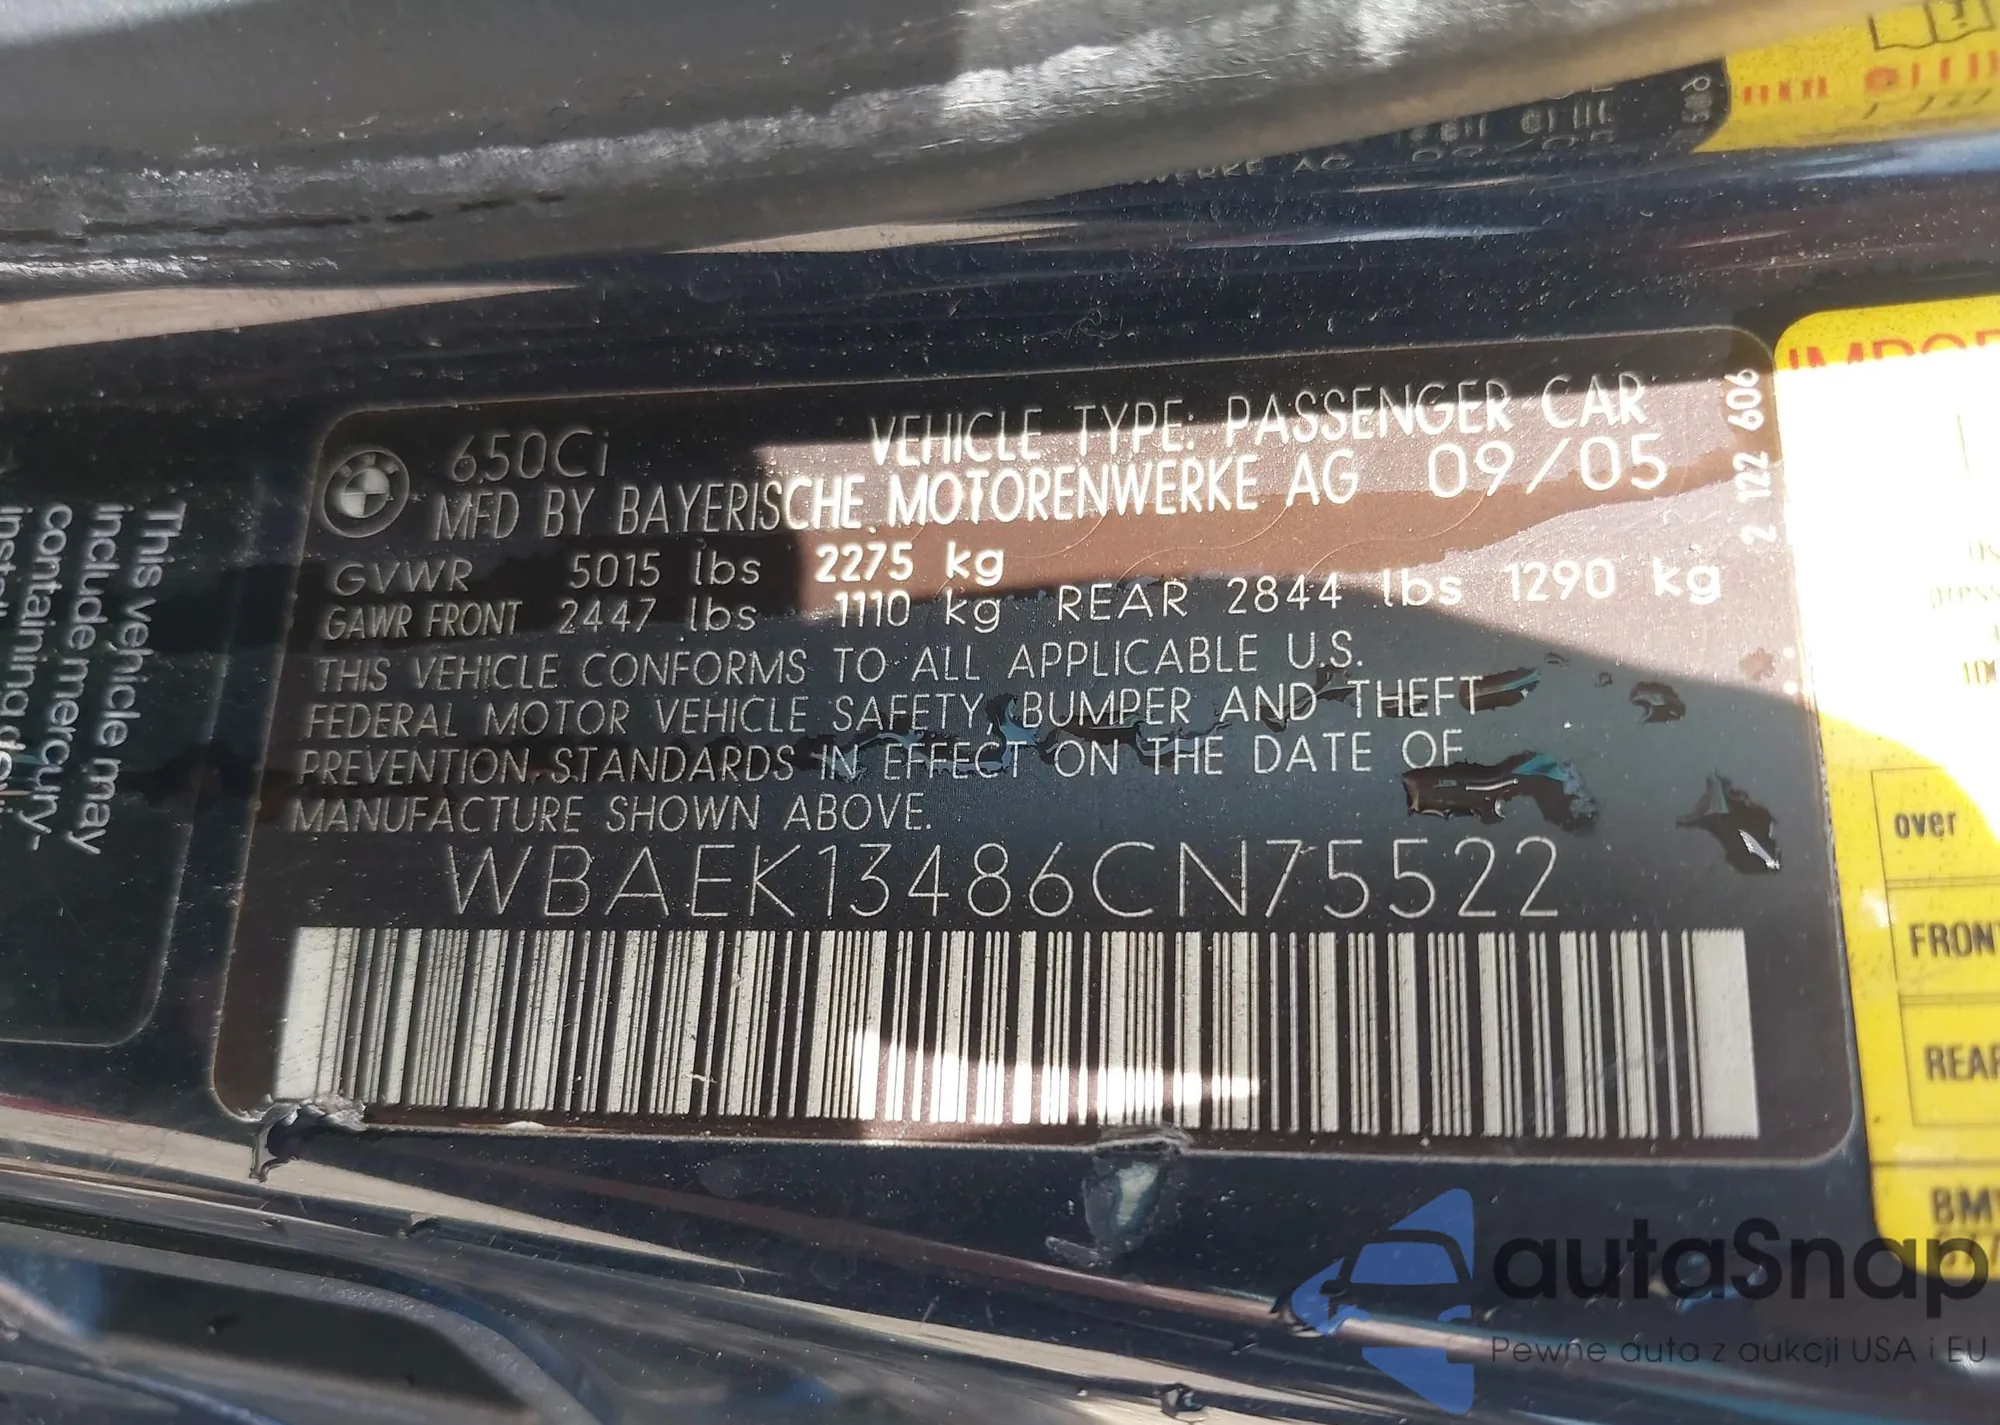 650Ci
VEHICLE TYPE: PASSENGER CAR
MFD BY BAYERISCHE MOTORENWERKE AG 09/05
GVWR 5015 lbs 2275 kg
GAWR FRONT 2447 lbs 1110 kg REAR 2844 lbs 1290 kg
THIS VEHICLE CONFORMS TO ALL APPLICABLE U.S.
FEDERAL MOTOR VEHICLE SAFETY, BUMPER AND THEFT
PREVENTION STANDARDS IN EFFECT ON THE DATE OF
MANUFACTURE SHOWN ABOVE.
WBAEK13486CN75522
2 122 606
This vehicle may
include mercury-
containing
over
FRONT
REAR
autaSnap
Pewne auta z aukcji USA i EU